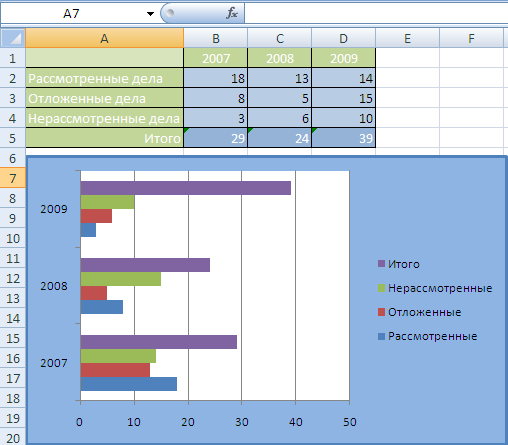 A7
fx
A B C D E F
1 2007 2008 2009
2 Рассмотренные дела 18 13 14
3 Отложенные дела 8 5 15
4 Нерассмотренные дела 3 6 10
5 Итого 29 24 39
6
7
8
9
10
11
12
13
14
15
16
17
18
19
20
2009
2008
2007
0 10 20 30 40 50
Итого
Нерассмотренные
Отложенные
Рассмотренные